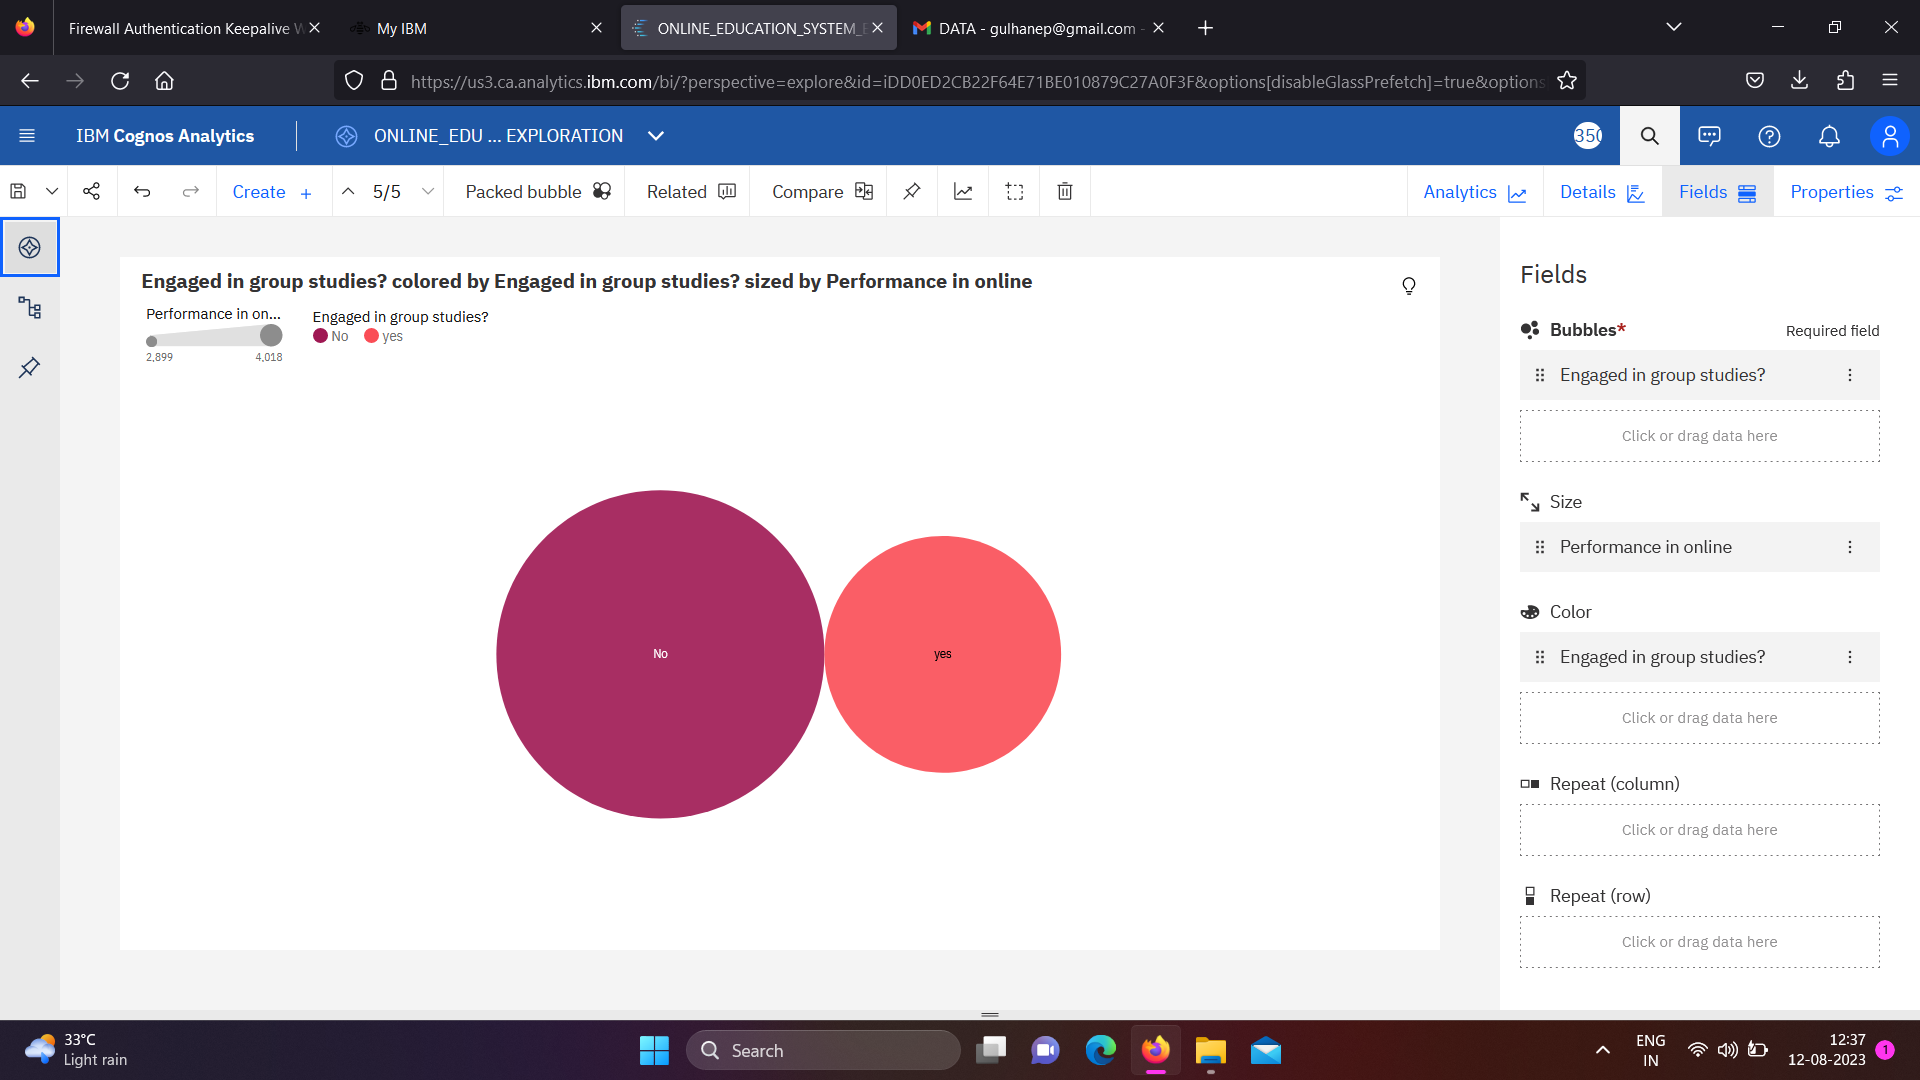 Firewall Authentication Keepalive W
My IBM
ONLINE_EDUCATION_SYSTEM_E
DATA - gulhanep@gmail.com -
https://us3.ca.analytics.ibm.com/bi/?perspective=explore&id=iDD0ED2CB22F64E71BE010879C27A0F3F&options[disableGlassPrefetch]=true&options
IBM Cognos Analytics
ONLINE_EDU ... EXPLORATION
350
Create +
5/5
Packed bubble
Related
Compare
Analytics
Details
Fields
Properties
Engaged in group studies? colored by Engaged in group studies? sized by Performance in online
Performance in on...
2,899
4,018
Engaged in group studies?
No
yes
No
yes
Fields
Bubbles*
Required field
Engaged in group studies?
Click or drag data here
Size
Performance in online
Color
Engaged in group studies?
Click or drag data here
Repeat (column)
Click or drag data here
Repeat (row)
Click or drag data here
33°C
Light rain
Search
ENG
IN
12:37
12-08-2023
1